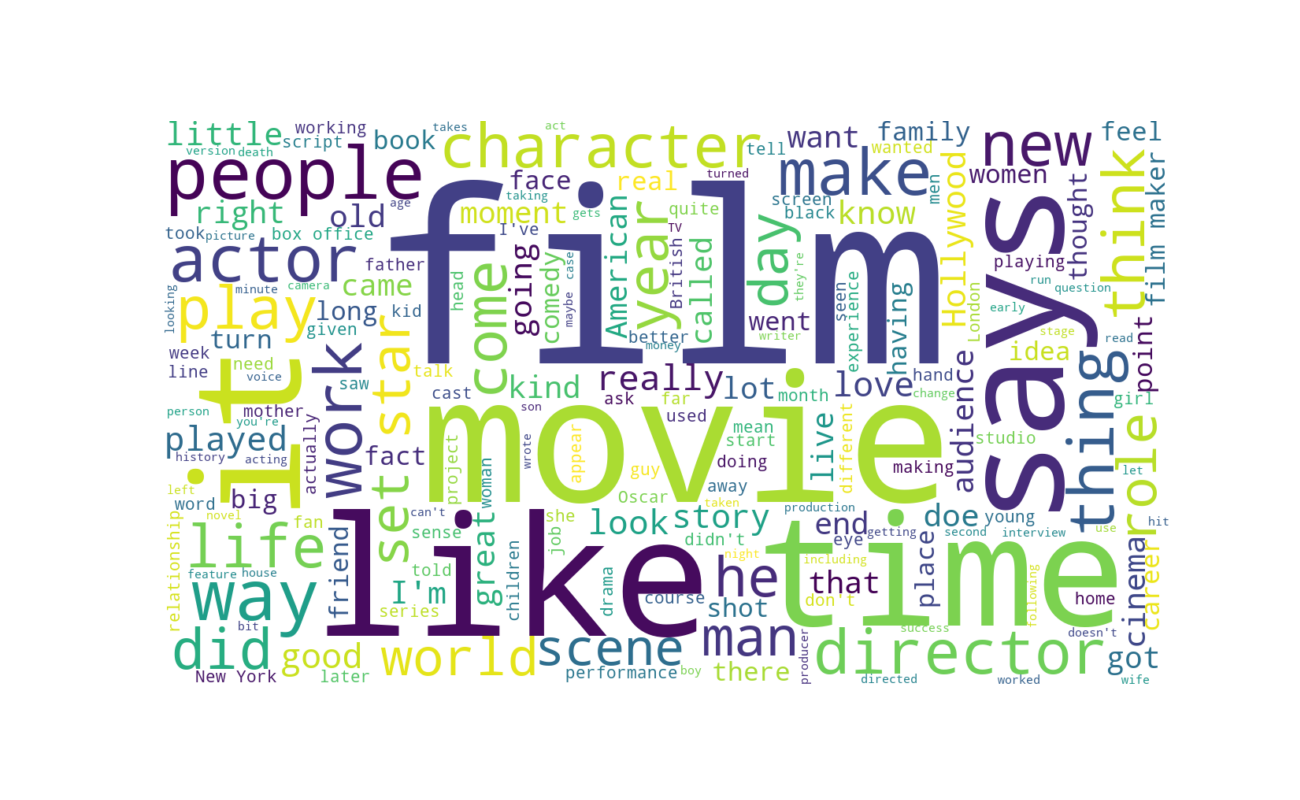 little
working
takes
act
version
death
script
book
character
tell
want
family
wanted
new
feel
people
face
real
turned
make
Hollywood
men
women
think
film maker
right
old
age
taking
moment
gets
quite
screen
black
know
took
picture
box office
I've
film
says
thought
actor
father
head
going
comedy
maybe
case
American
year
TV
British
called
day
they're
seen
experience
having
playing
looking
minute
camera
came
come
run
question
play
long
kid
went
London
early
given
turn
better
money
writer
stage
read
idea
point
week
line
need
voice
it
work
star
saw
talk
cast
kind
really
ask
far
lot
month
love
hand
change
audience
thing
girl
role
person
you're
mother
son
used
movie
played
actually
history
acting
fact
set
project
wrote
appear
guy
mean
start
live
different
doing
making
studio
let
left
word
novel
big
great
woman
Oscar
away
taken
production
relationship
fan
can't
like
she
job
look
story
didn't
end
eye
getting
doe
young
second
interview
use
hit
life
friend
sense
told
night
time
including
feature
house
way
I'm
series
children
drama
course
he
shot
that
don't
place
following
home
cinema
career
bit
did
good
world
scene
man
there
producer
director
success
doesn't
got
New York
later
performance
boy
directed
worked
wife